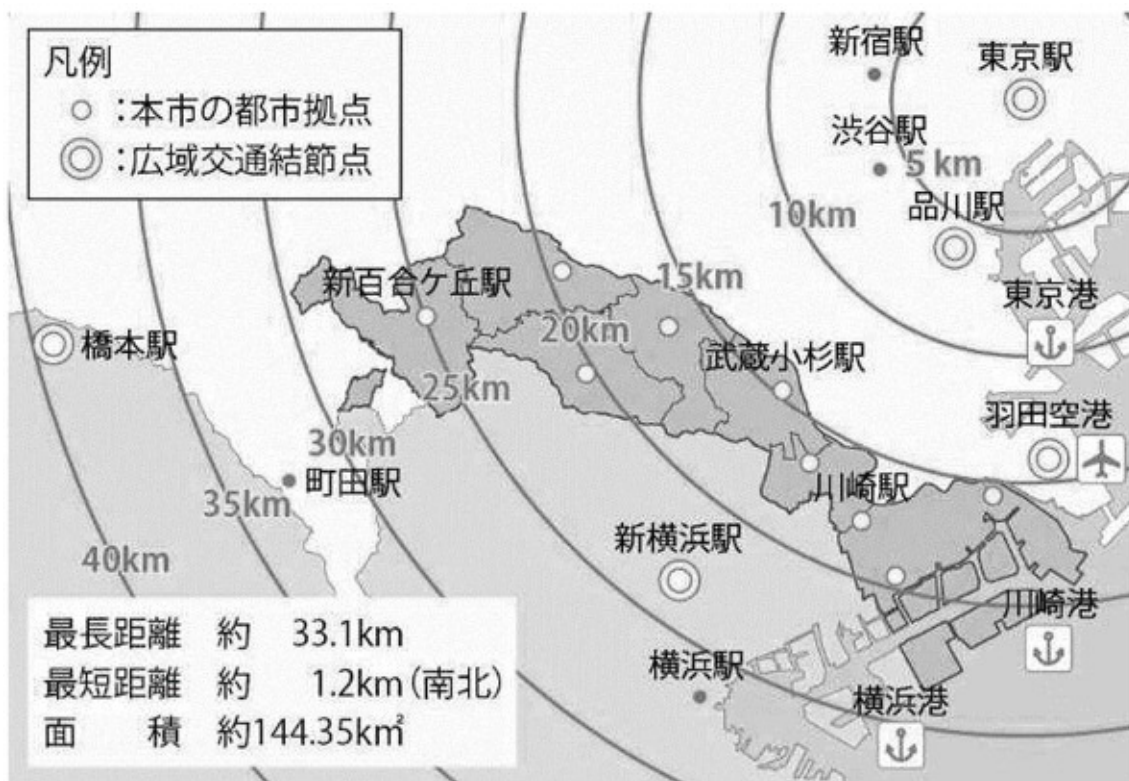 凡例
：本市の都市拠点
：広域交通結節点
新宿駅
東京駅
渋谷駅
5 km
品川駅
10km
新百合ケ丘駅
15km
東京港
橋本駅
20km
武蔵小杉駅
25km
羽田空港
30km
町田駅
川崎駅
35km
新横浜駅
40km
川崎港
最長距離 約 33.1km
最短距離 約 1.2km（南北）
面 積 約144.35k㎡
横浜駅
横浜港